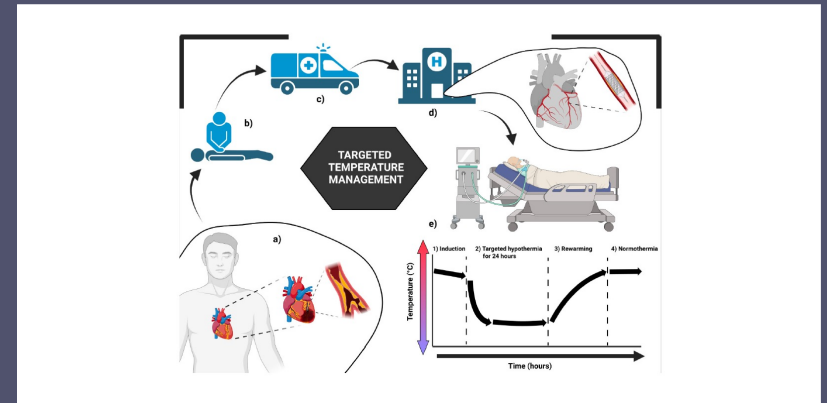 c)
H
b)
d)
TARGETED
TEMPERATURE
MANAGEMENT
a)
e)
1) Induction
2) Targeted hypothermia
for 24 hours
3) Rewarming
4) Normothermia
Temperature (°C)
Time (hours)